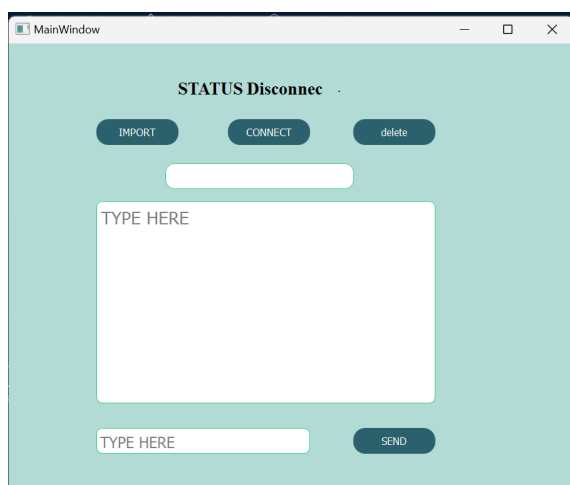 MainWindow
STATUS Disconnec .
IMPORT CONNECT delete
TYPE HERE
TYPE HERE SEND